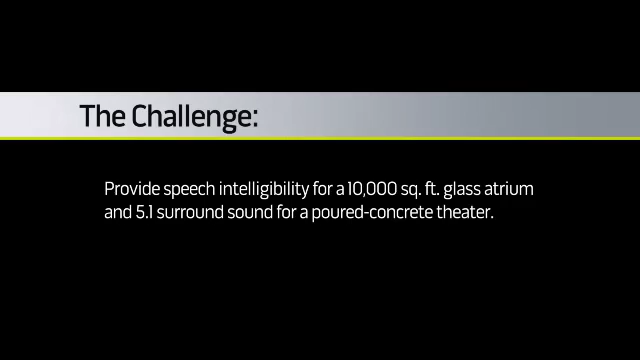 The Challenge:
Provide speech intelligibility for a 10,000 sq. ft. glass atrium
and 5.1 surround sound for a poured-concrete theater.